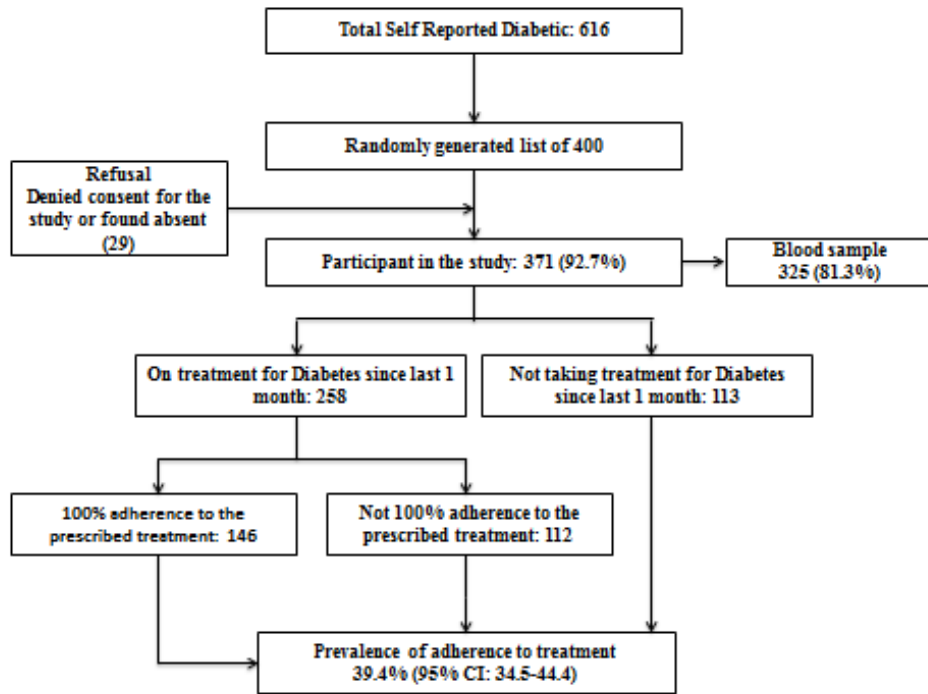 Total Self Reported Diabetic: 616
Randomly generated list of 400
Refusal
Denied consent for the
study or found absent
(29)
Participant in the study: 371 (92.7%)
Blood sample
325 (81.3%)
On treatment for Diabetes since last 1
month: 258
Not taking treatment for Diabetes
since last 1 month: 113
100% adherence to the
prescribed treatment: 146
Not 100% adherence to the
prescribed treatment: 112
Prevalence of adherence to treatment
39.4% (95% CI: 34.5-44.4)